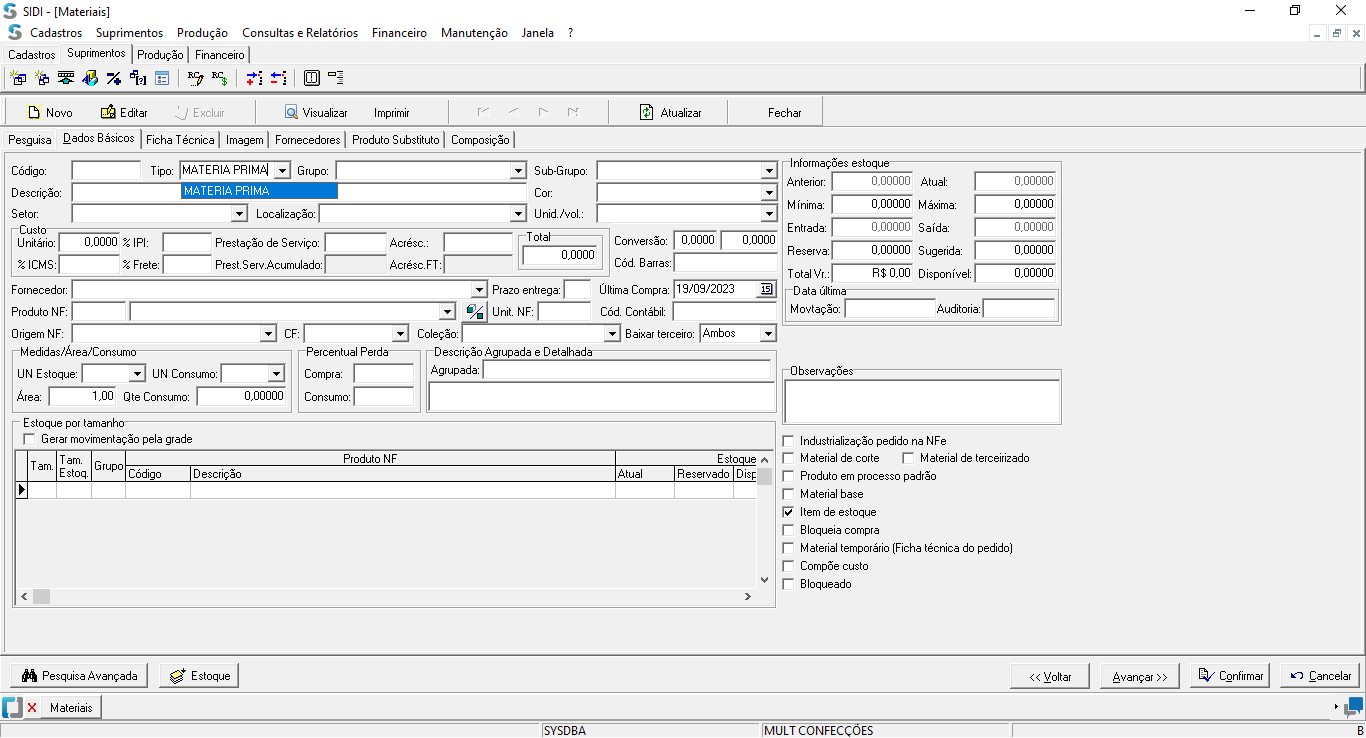 SIDI - [Materiais]
Cadastros Suprimentos Produção Consultas e Relatórios Financeiro Manutenção Janela ?
Cadastros Suprimentos Produção Financeiro
Novo Editar Excluir Visualizar Imprimir Atualizar Fechar
Pesquisa Dados Básicos Ficha Técnica Imagem Fornecedores Produto Substituto Composição
Código: Tipo: MATERIA PRIMA Grupo: Sub-Grupo:
MATERIA PRIMA
Descrição: Cor:
Setor: Localização: Unid./vol.:
Custo
Unitário: 0,0000 % IPI: Prestação de Serviço: Acrésc.:
% ICMS: % Frete: Prest.Serv.Acumulado: Acrésc.FT:
Total
0,0000
Conversão: 0,0000 0,0000
Cód. Barras:
Fornecedor: Prazo entrega: Última Compra: 19/09/2023 15
Produto NF: Unit. NF: Cód. Contábil:
Origem NF: CF: Coleção: Baixar terceiro: Ambos
Informações estoque
Anterior: 0,00000 Atual: 0,00000
Mínima: 0,00000 Máxima: 0,00000
Entrada: 0,00000 Saída: 0,00000
Reserva: 0,00000 Sugerida: 0,00000
Total Vr.: R$ 0,00 Disponível: 0,00000
Data última
Movtação: Auditoria:
Medidas/Área/Consumo
UN Estoque: UN Consumo:
Área: 1,00 Qte Consumo: 0,00000
Percentual Perda
Compra:
Consumo:
Descrição Agrupada e Detalhada
Agrupada:
Observações
Estoque por tamanho
Gerar movimentação pela grade
Tam. Tam. Estoq. Grupo Produto NF Estoque
Código Descrição Atual Reservado Disp
Industrialização pedido na NFe
Material de corte Material de terceirizado
Produto em processo padrão
Material base
Item de estoque
Bloqueia compra
Material temporário (Ficha técnica do pedido)
Compõe custo
Bloqueado
Pesquisa Avançada Estoque << Voltar Avançar >> Confirmar Cancelar
Materiais
SYSDBA MULT CONFECÇÕES B